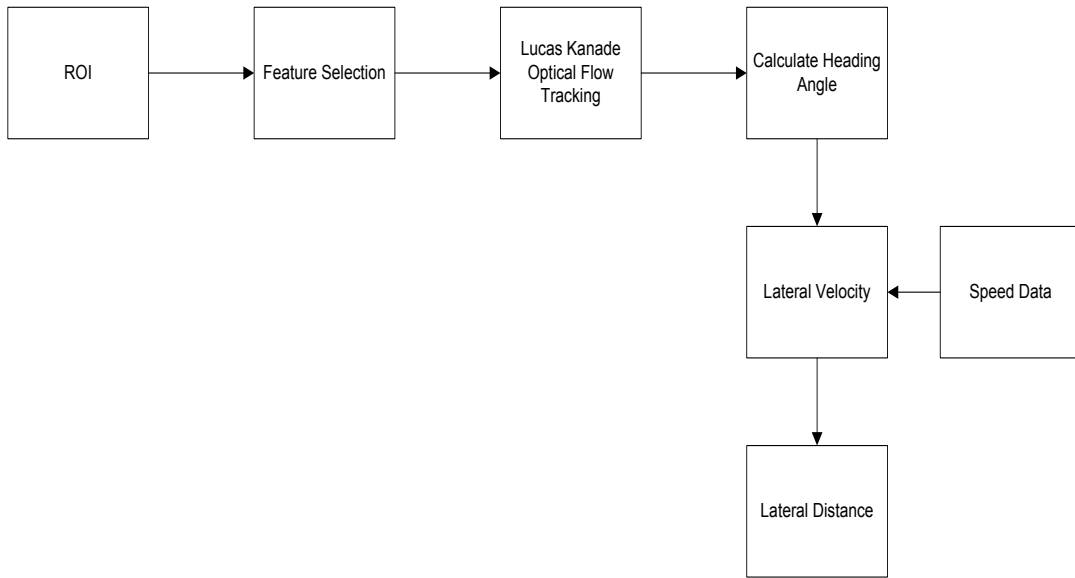 ROI
Feature Selection
Lucas Kanade
Optical Flow
Tracking
Calculate Heading
Angle
Lateral Velocity
Speed Data
Lateral Distance